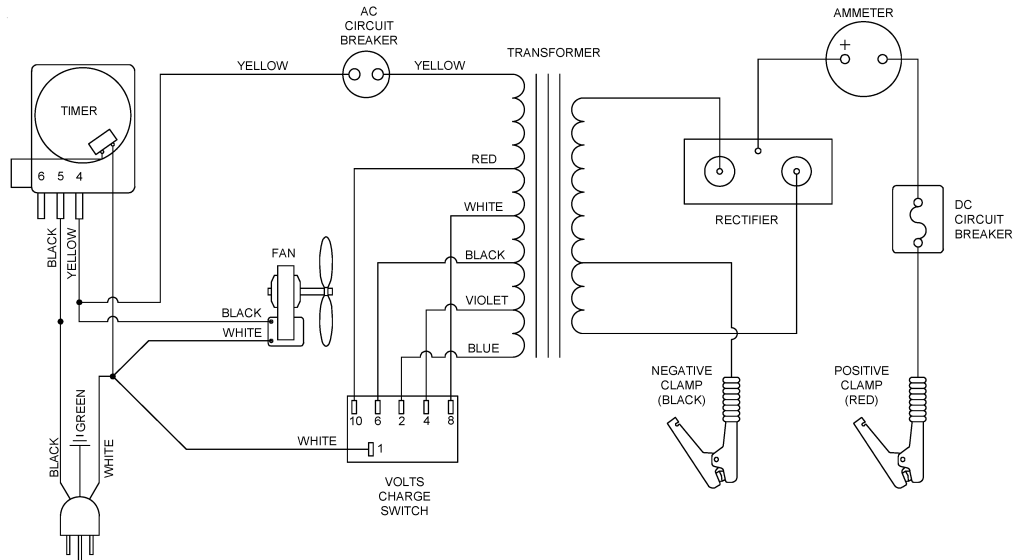 AC
CIRCUIT
BREAKER
AMMETER
+
TRANSFORMER
YELLOW
YELLOW
TIMER
6 5 4
RED
WHITE
BLACK
VIOLET
BLUE
RECTIFIER
DC
CIRCUIT
BREAKER
BLACK
YELLOW
FAN
BLACK
WHITE
NEGATIVE
CLAMP
(BLACK)
POSITIVE
CLAMP
(RED)
10 6 2 4 8
WHITE
1
VOLTS
CHARGE
SWITCH
BLACK
GREEN
WHITE